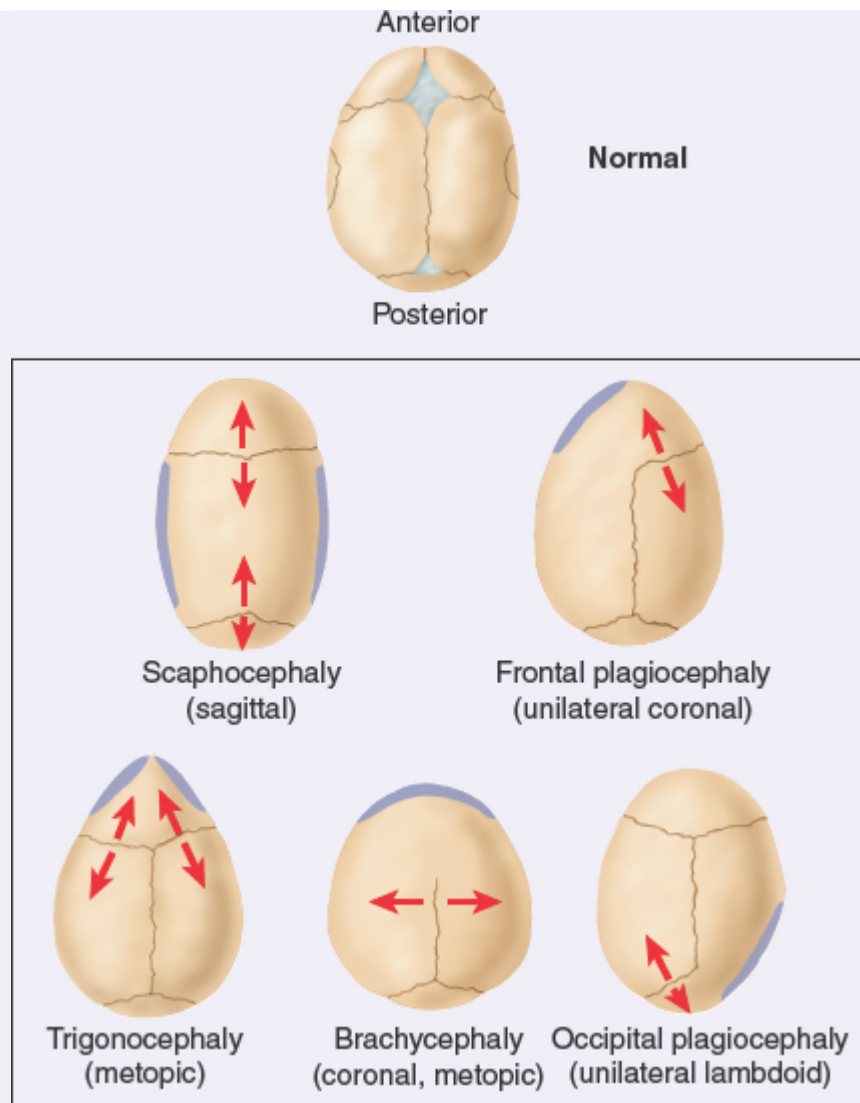 Anterior
Normal
Posterior
Scaphocephaly
(sagittal)
Frontal plagiocephaly
(unilateral coronal)
Trigonocephaly
(metopic)
Brachycephaly
(coronal, metopic)
Occipital plagiocephaly
(unilateral lambdoid)